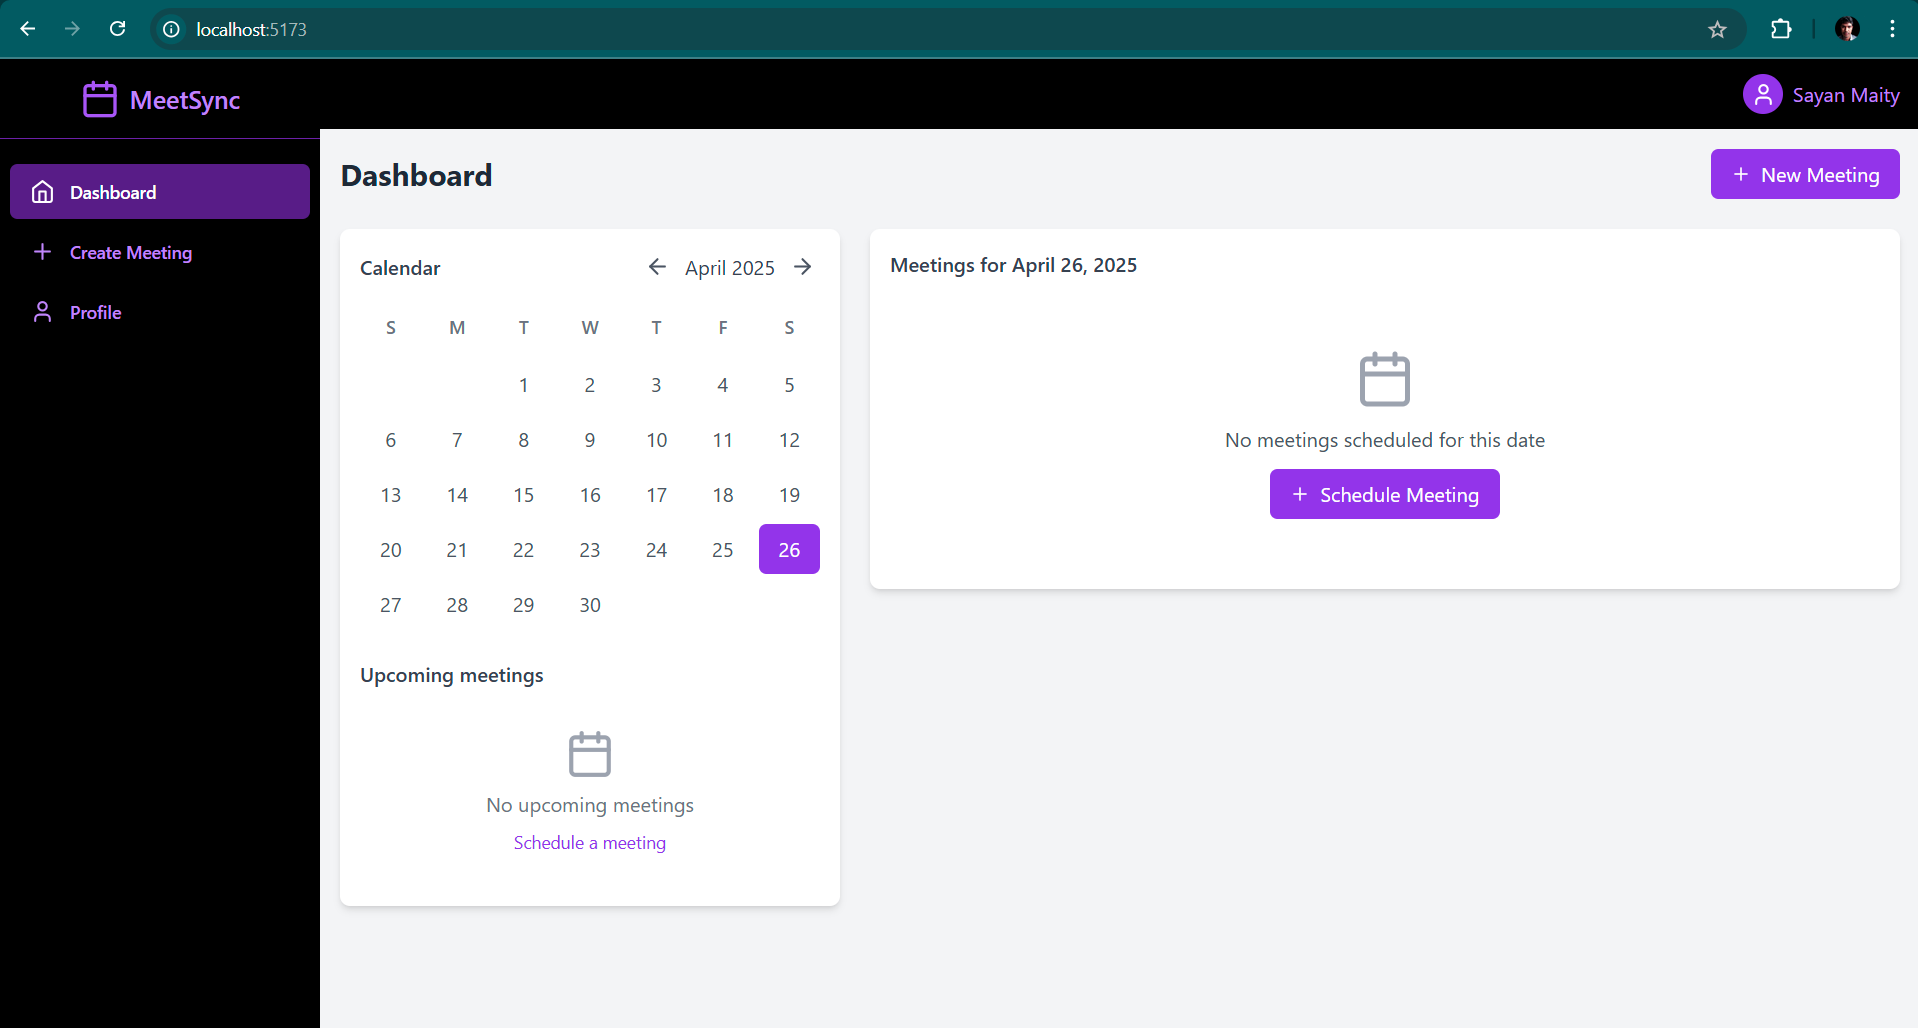 localhost:5173
MeetSync
Sayan Maity
Dashboard
Create Meeting
Profile
Dashboard
New Meeting
Calendar
April 2025
S M T W T F S
1 2 3 4 5
6 7 8 9 10 11 12
13 14 15 16 17 18 19
20 21 22 23 24 25 26
27 28 29 30
Upcoming meetings
No upcoming meetings
Schedule a meeting
Meetings for April 26, 2025
No meetings scheduled for this date
Schedule Meeting